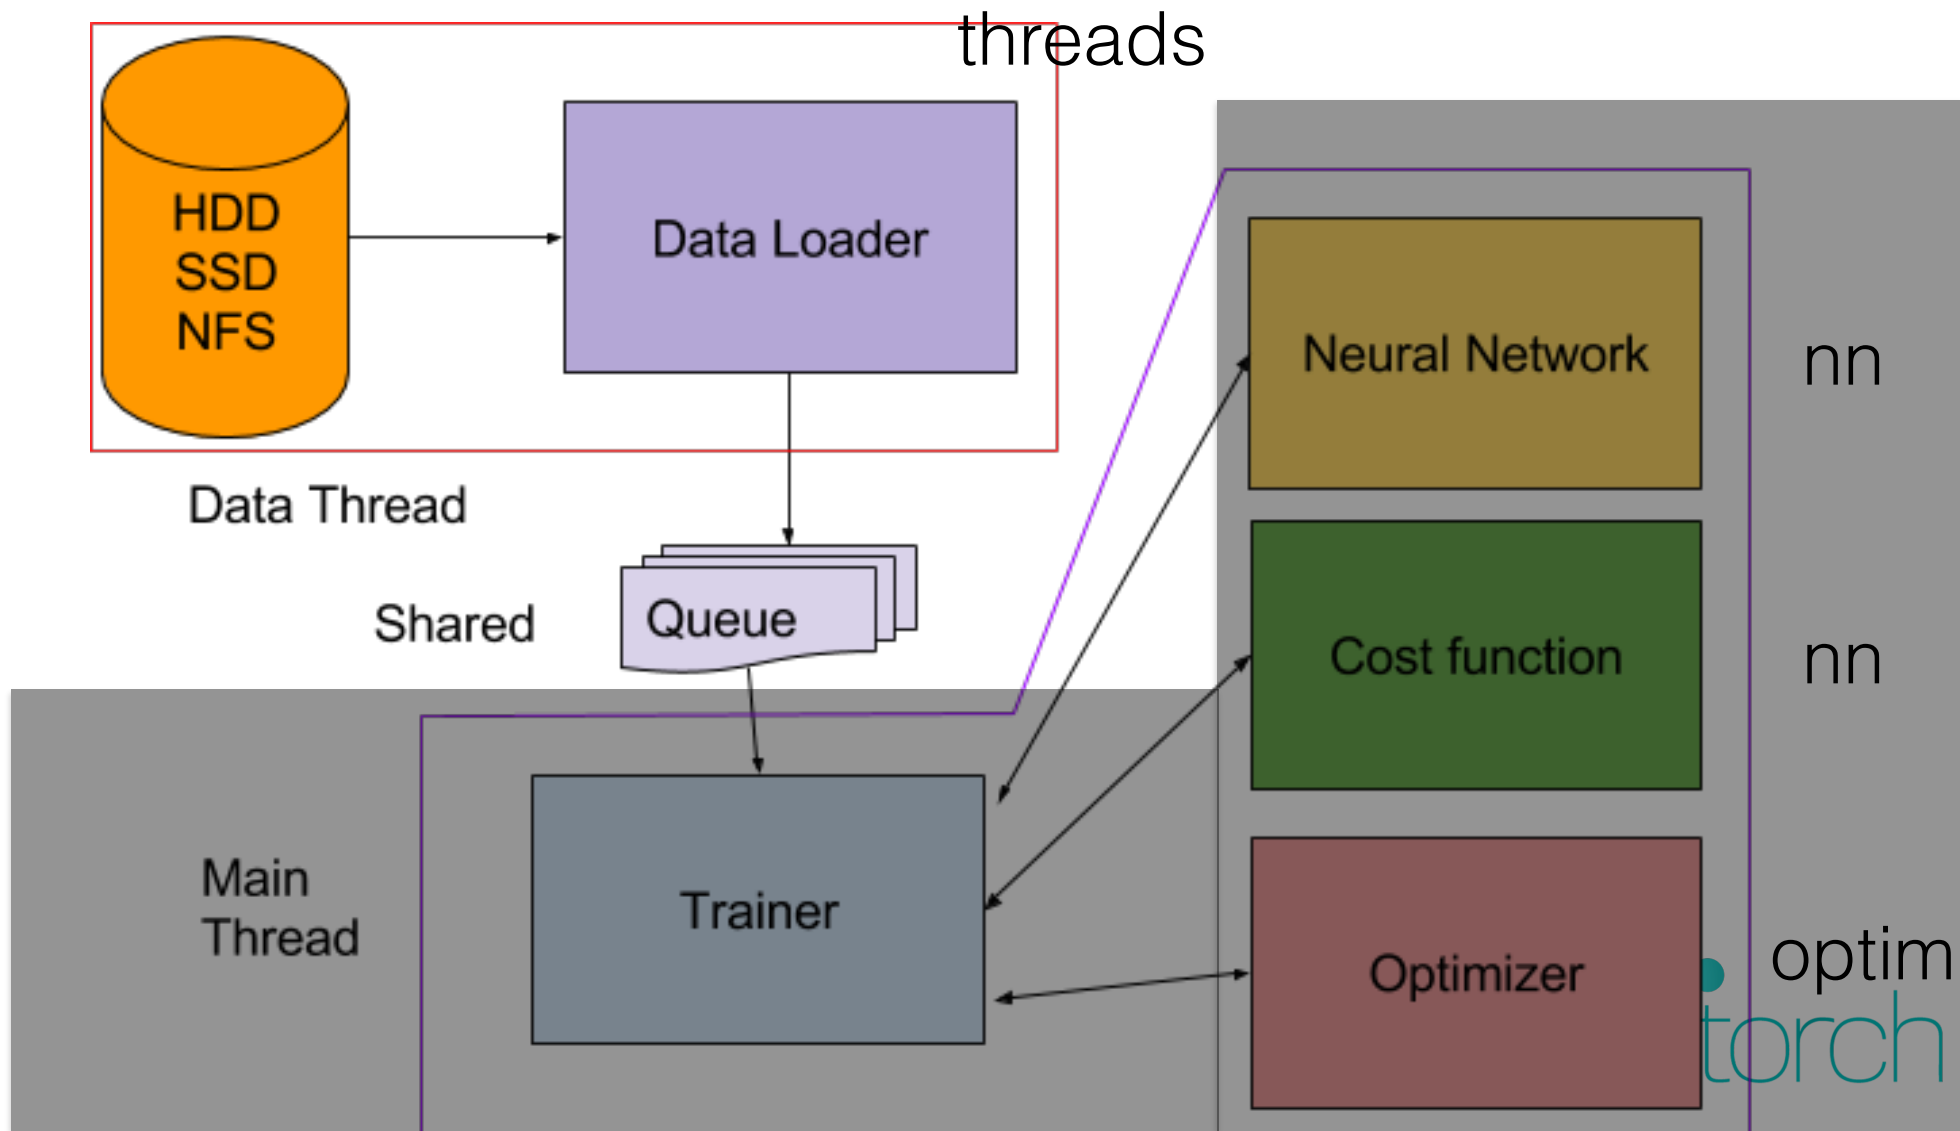 threads
HDD
SSD
NFS
Data Loader
Data Thread
Shared
Queue
Neural Network
nn
Cost function
nn
Main
Thread
Trainer
Optimizer
optim
torch